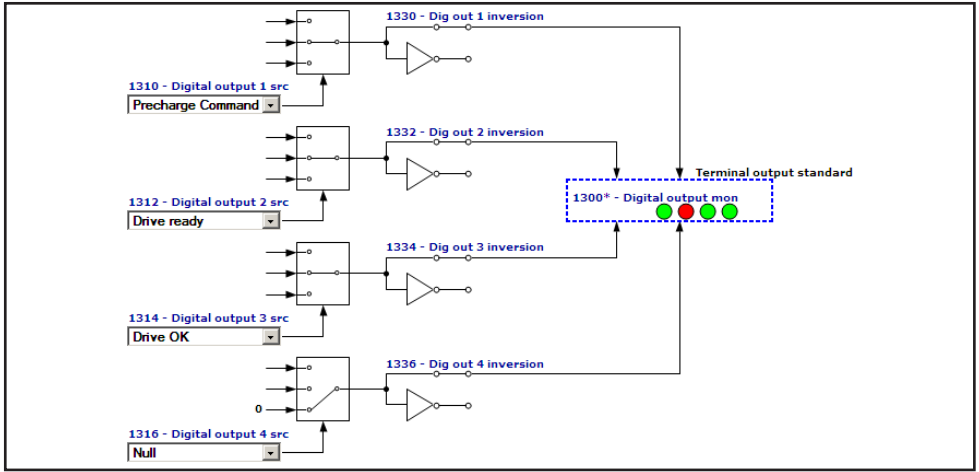 1330 - Dig out 1 inversion
1310 - Digital output 1 src
Precharge Command
1332 - Dig out 2 inversion
Terminal output standard
1300* - Digital output mon
1312 - Digital output 2 src
Drive ready
1334 - Dig out 3 inversion
1314 - Digital output 3 src
Drive OK
1336 - Dig out 4 inversion
0
1316 - Digital output 4 src
Null